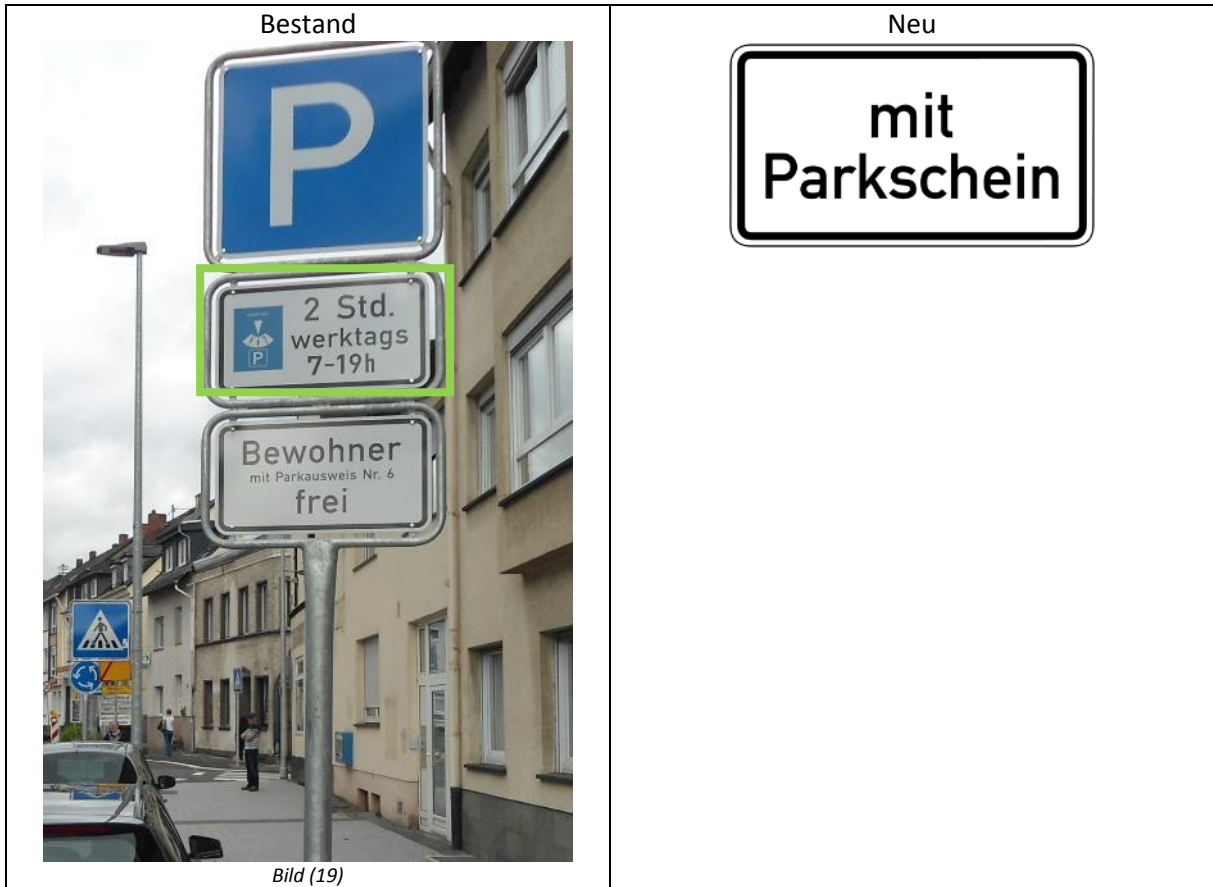 Bestand
Neu
P
2 Std.
werktags
P
7-19h
Bewohner
mit Parkausweis Nr. 6
frei
mit
Parkschein
Bild (19)